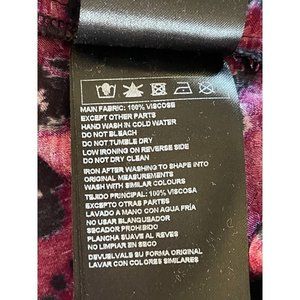 MAIN FABRIC: 100% VISCOSE
EXCEPT OTHER PARTS
HAND WASH IN COLD WATER
DO NOT BLEACH
DO NOT TUMBLE DRY
LOW IRONING ON REVERSE SIDE
DO NOT DRY CLEAN
IRON AFTER WASHING TO SHAPE INTO
ORIGINAL MEASUREMENTS
WASH WITH SIMILAR COLOURS
TEJIDO PRINCIPAL: 100% VISCOSA
EXCEPTO OTRAS PARTES
LAVADO A MANO CON AGUA FRÍA
NO USAR BLANQUEADOR
SECADOR PROHIBIDO
PLANCHA SUAVE AL REVES
NO LIMPIAR EN SECO
DEVUELVALE SU FORMA ORIGINAL
LAVAR CON COLORES SIMILARES